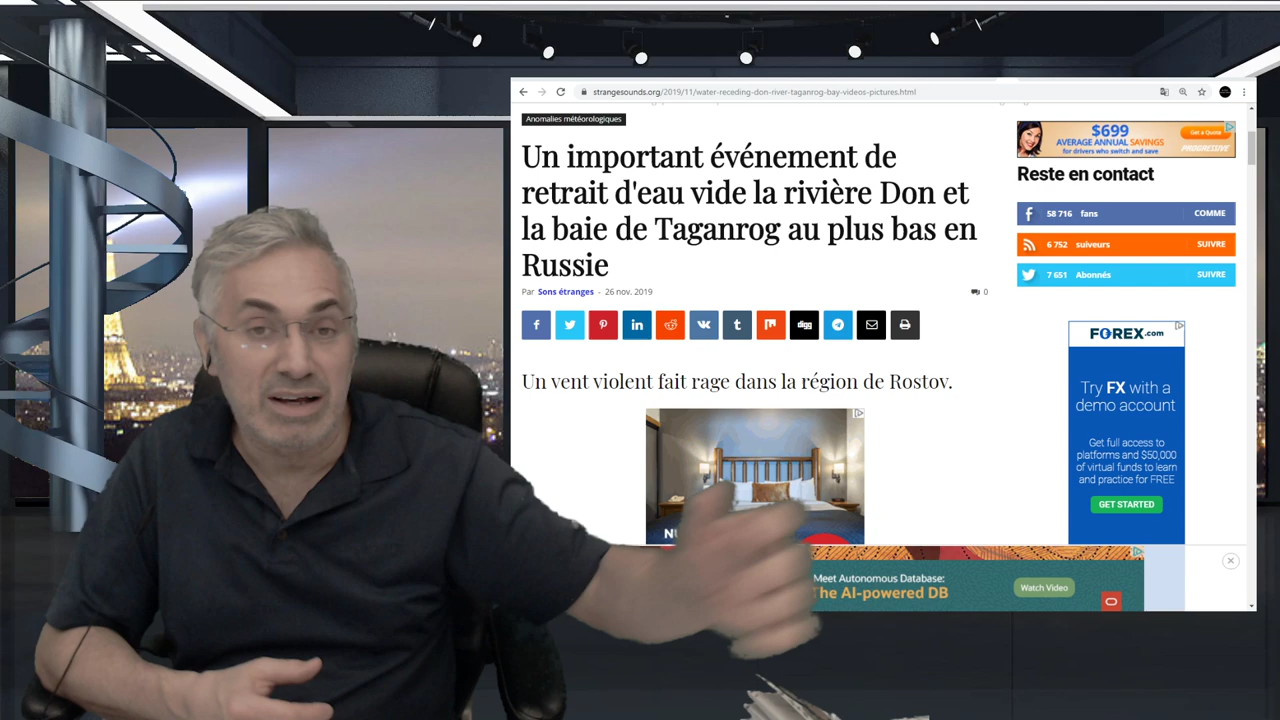 strangesounds.org/2019/11/water-receding-don-river-taganrog-bay-videos-pictures.html
Anomalies météorologiques
Un important événement de
retrait d'eau vide la rivière Don et
la baie de Taganrog au plus bas en
Russie
Par Sons étranges - 26 nov. 2019
0
f
in
t
digg
Un vent violent fait rage dans la région de Rostov.
$699
AVERAGE ANNUAL SAVINGS
for drivers who switch and save
Get a Quote
PROGRESSIVE
Reste en contact
58 716 fans COMME
6 752 suiveurs SUIVRE
7 651 Abonnés SUIVRE
FOREX.com
Try FX with a
demo account
Get full access to
platforms and $50,000
of virtual funds to learn
and practice for FREE
GET STARTED
Meet Autonomous Database:
The AI-powered DB
Watch Video